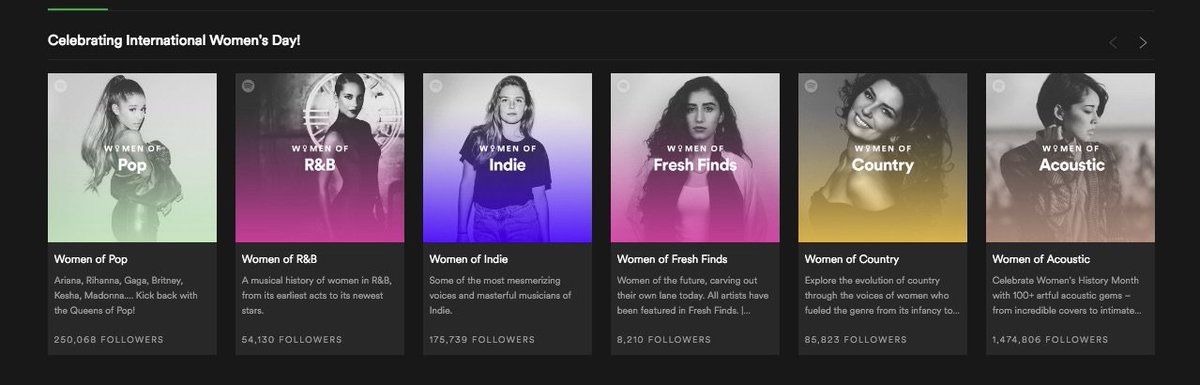 Celebrating International Women's Day!
WOMEN OF
Pop
WOMEN OF
R&B
WOMEN OF
Indie
WOMEN OF
Fresh Finds
WOMEN OF
Country
WOMEN OF
Acoustic
Women of Pop
Ariana, Rihanna, Gaga, Britney,
Kesha, Madonna.... Kick back with
the Queens of Pop!
250,068 FOLLOWERS
Women of R&B
A musical history of women in R&B,
from its earliest acts to its newest
stars.
54,130 FOLLOWERS
Women of Indie
Some of the most mesmerizing
voices and masterful musicians of
Indie.
175,739 FOLLOWERS
Women of Fresh Finds
Women of the future, carving out
their own lane today. All artists have
been featured in Fresh Finds. |...
8,210 FOLLOWERS
Women of Country
Explore the evolution of country
through the voices of women who
fueled the genre from its infancy to...
85,823 FOLLOWERS
Women of Acoustic
Celebrate Women's History Month
with 100+ artful acoustic gems –
from incredible covers to intimate...
1,474,806 FOLLOWERS